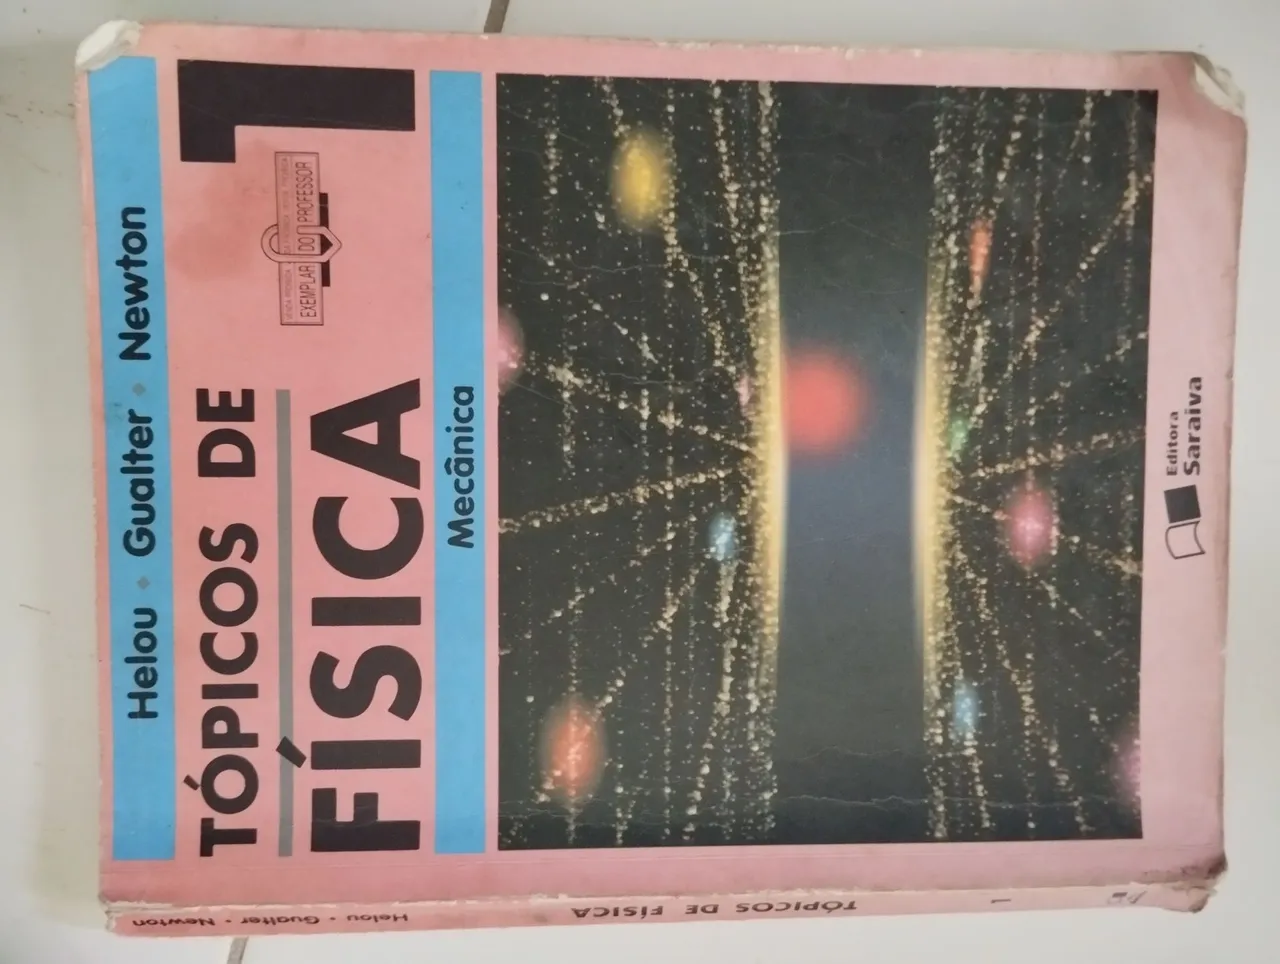 Helou • Gualter • Newton
TÓPICOS DE
FÍSICA
1
EXEMPLAR DO PROFESSOR
Mecânica
Editora
Saraiva
Helou • Gualter • Newton
TÓPICOS DE FÍSICA
1